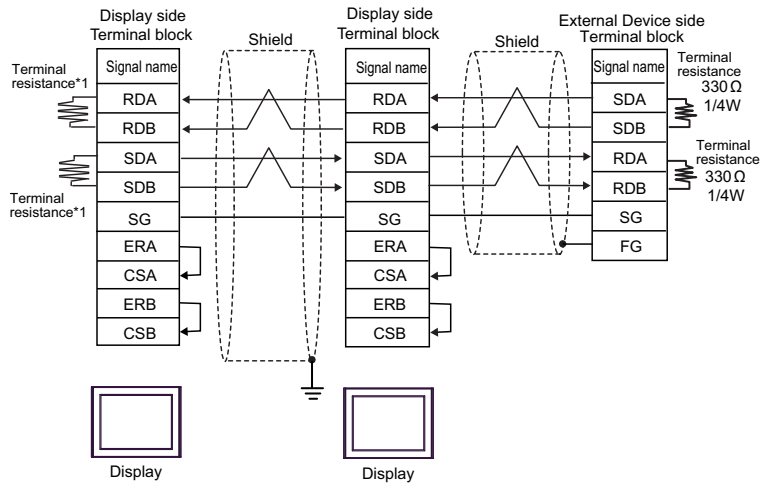 Display side
Terminal block
Display side
Terminal block
External Device side
Terminal block
Shield
Shield
Terminal
resistance*1
Terminal
resistance*1
Signal name
RDA
RDB
SDA
SDB
SG
ERA
CSA
ERB
CSB
Signal name
RDA
RDB
SDA
SDB
SG
ERA
CSA
ERB
CSB
Signal name
SDA
SDB
RDA
RDB
SG
FG
Terminal
resistance
330 Ω
1/4W
Terminal
resistance
330 Ω
1/4W
Display
Display